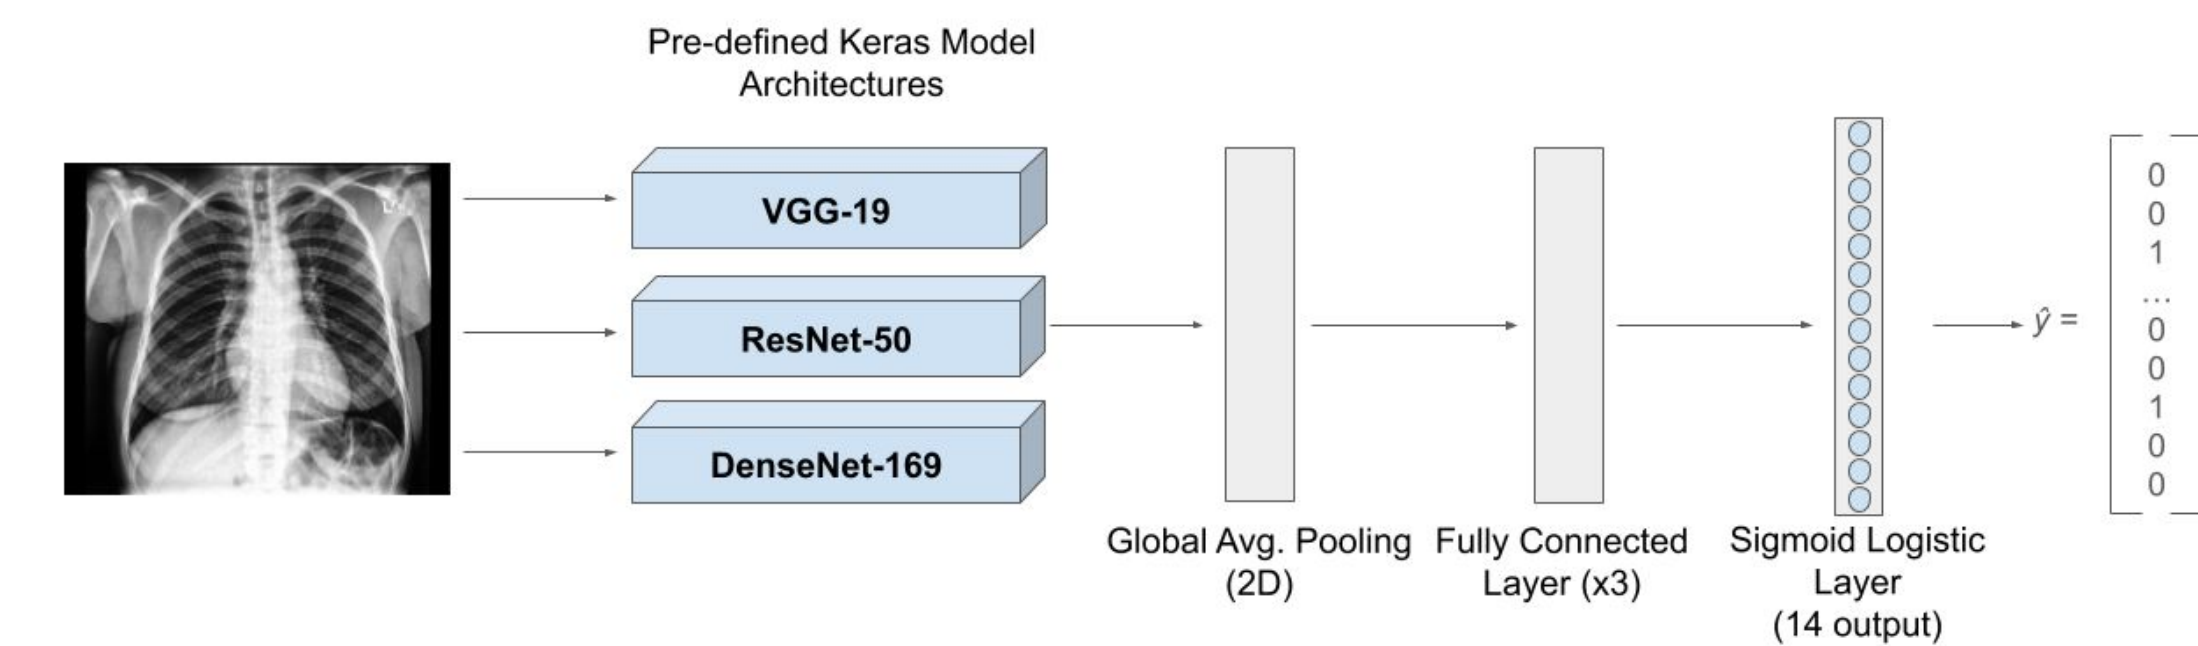 Pre-defined Keras Model
Architectures
VGG-19
ResNet-50
DenseNet-169
Global Avg. Pooling
(2D)
Fully Connected
Layer (x3)
Sigmoid Logistic
Layer
(14 output)
ŷ =
0
0
1
...
0
0
1
0
0